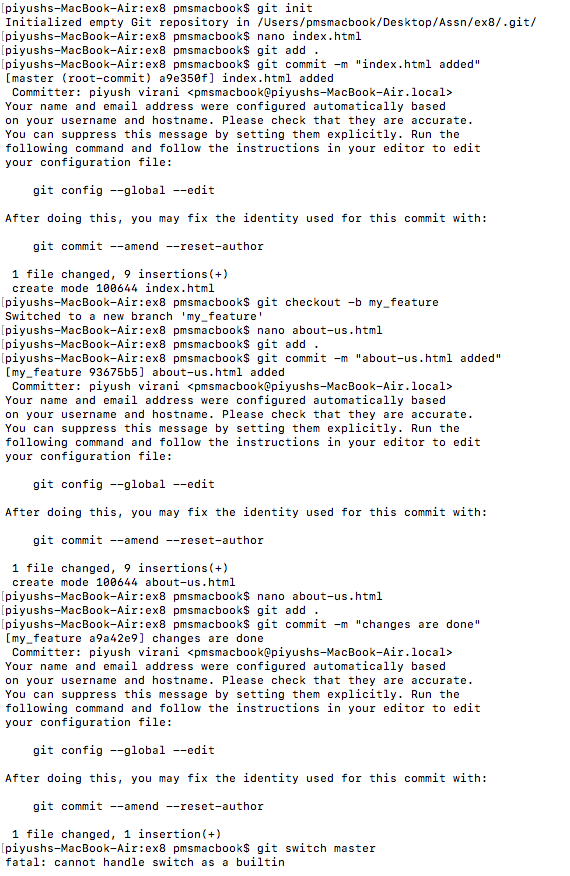 [piyushs-MacBook-Air:ex8 pmsmacbook$ git init
Initialized empty Git repository in /Users/pmsmacbook/Desktop/Assn/ex8/.git/
[piyushs-MacBook-Air:ex8 pmsmacbook$ nano index.html
[piyushs-MacBook-Air:ex8 pmsmacbook$ git add .
[piyushs-MacBook-Air:ex8 pmsmacbook$ git commit -m "index.html added"
[master (root-commit) a9e350f] index.html added
 Committer: piyush virani <pmsmacbook@piyushs-MacBook-Air.local>
Your name and email address were configured automatically based
on your username and hostname. Please check that they are accurate.
You can suppress this message by setting them explicitly. Run the
following command and follow the instructions in your editor to edit
your configuration file:

    git config --global --edit

After doing this, you may fix the identity used for this commit with:

    git commit --amend --reset-author

 1 file changed, 9 insertions(+)
 create mode 100644 index.html
[piyushs-MacBook-Air:ex8 pmsmacbook$ git checkout -b my_feature
Switched to a new branch 'my_feature'
[piyushs-MacBook-Air:ex8 pmsmacbook$ nano about-us.html
[piyushs-MacBook-Air:ex8 pmsmacbook$ git add .
[piyushs-MacBook-Air:ex8 pmsmacbook$ git commit -m "about-us.html added"
[my_feature 93675b5] about-us.html added
 Committer: piyush virani <pmsmacbook@piyushs-MacBook-Air.local>
Your name and email address were configured automatically based
on your username and hostname. Please check that they are accurate.
You can suppress this message by setting them explicitly. Run the
following command and follow the instructions in your editor to edit
your configuration file:

    git config --global --edit

After doing this, you may fix the identity used for this commit with:

    git commit --amend --reset-author

 1 file changed, 9 insertions(+)
 create mode 100644 about-us.html
[piyushs-MacBook-Air:ex8 pmsmacbook$ nano about-us.html
[piyushs-MacBook-Air:ex8 pmsmacbook$ git add .
[piyushs-MacBook-Air:ex8 pmsmacbook$ git commit -m "changes are done"
[my_feature a9a42e9] changes are done
 Committer: piyush virani <pmsmacbook@piyushs-MacBook-Air.local>
Your name and email address were configured automatically based
on your username and hostname. Please check that they are accurate.
You can suppress this message by setting them explicitly. Run the
following command and follow the instructions in your editor to edit
your configuration file:

    git config --global --edit

After doing this, you may fix the identity used for this commit with:

    git commit --amend --reset-author

 1 file changed, 1 insertion(+)
[piyushs-MacBook-Air:ex8 pmsmacbook$ git switch master
fatal: cannot handle switch as a builtin